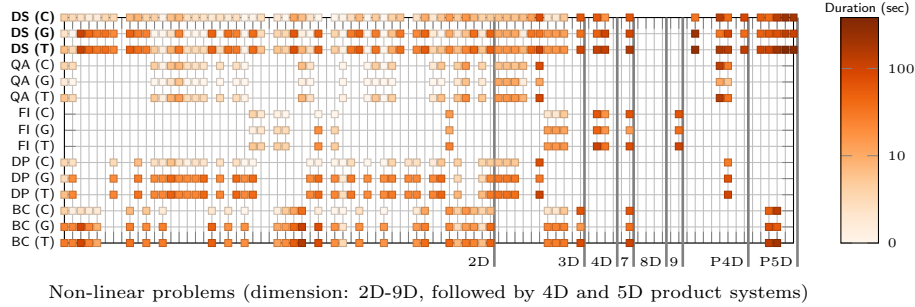 Duration (sec)
DS (C)
DS (G)
DS (T)
QA (C)
QA (G)
QA (T)
FI (C)
FI (G)
FI (T)
DP (C)
DP (G)
DP (T)
BC (C)
BC (G)
BC (T)
100
10
0
2D 3D 4D 7 8D 9 P4D P5D
Non-linear problems (dimension: 2D-9D, followed by 4D and 5D product systems)